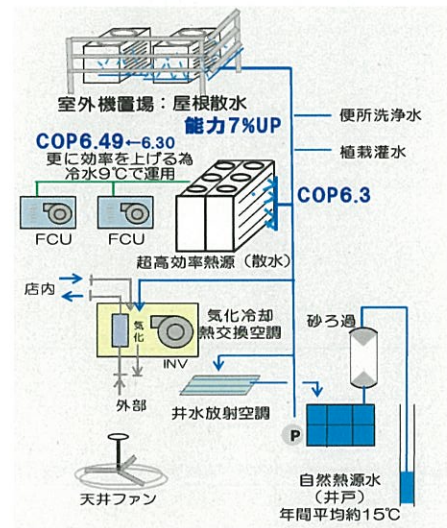 室外機置場：屋根散水
能力7%UP
便所洗浄水
COP6.49←6.30
更に効率を上げる為
冷水9℃で運用
植栽灌水
COP6.3
FCU
FCU
超高効率熱源（散水）
店内
気化
気化冷却
熱交換空調
INV
砂ろ過
外部
井水放射空調
P
天井ファン
自然熱源水
（井戸）
年間平均約15℃